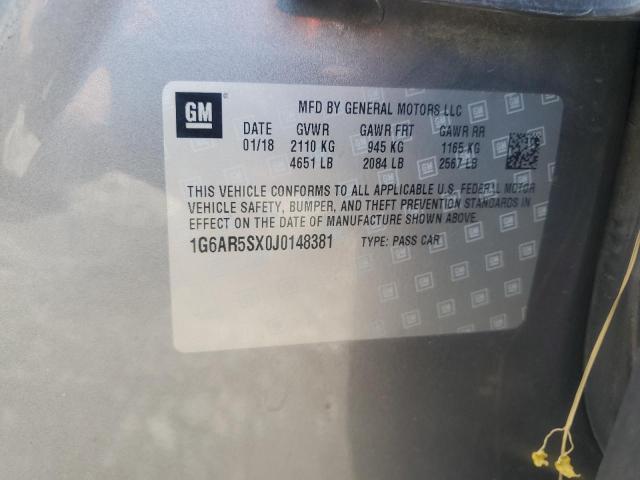 GM
MFD BY GENERAL MOTORS LLC
DATE GVWR GAWR FRT GAWR RR
01/18 2110 KG 945 KG 1165 KG
4651 LB 2084 LB 2567 LB
THIS VEHICLE CONFORMS TO ALL APPLICABLE U.S. FEDERAL MOTOR
VEHICLE SAFETY, BUMPER, AND THEFT PREVENTION STANDARDS IN
EFFECT ON THE DATE OF MANUFACTURE SHOWN ABOVE.
1G6AR5SX0J0148381 TYPE: PASS CAR